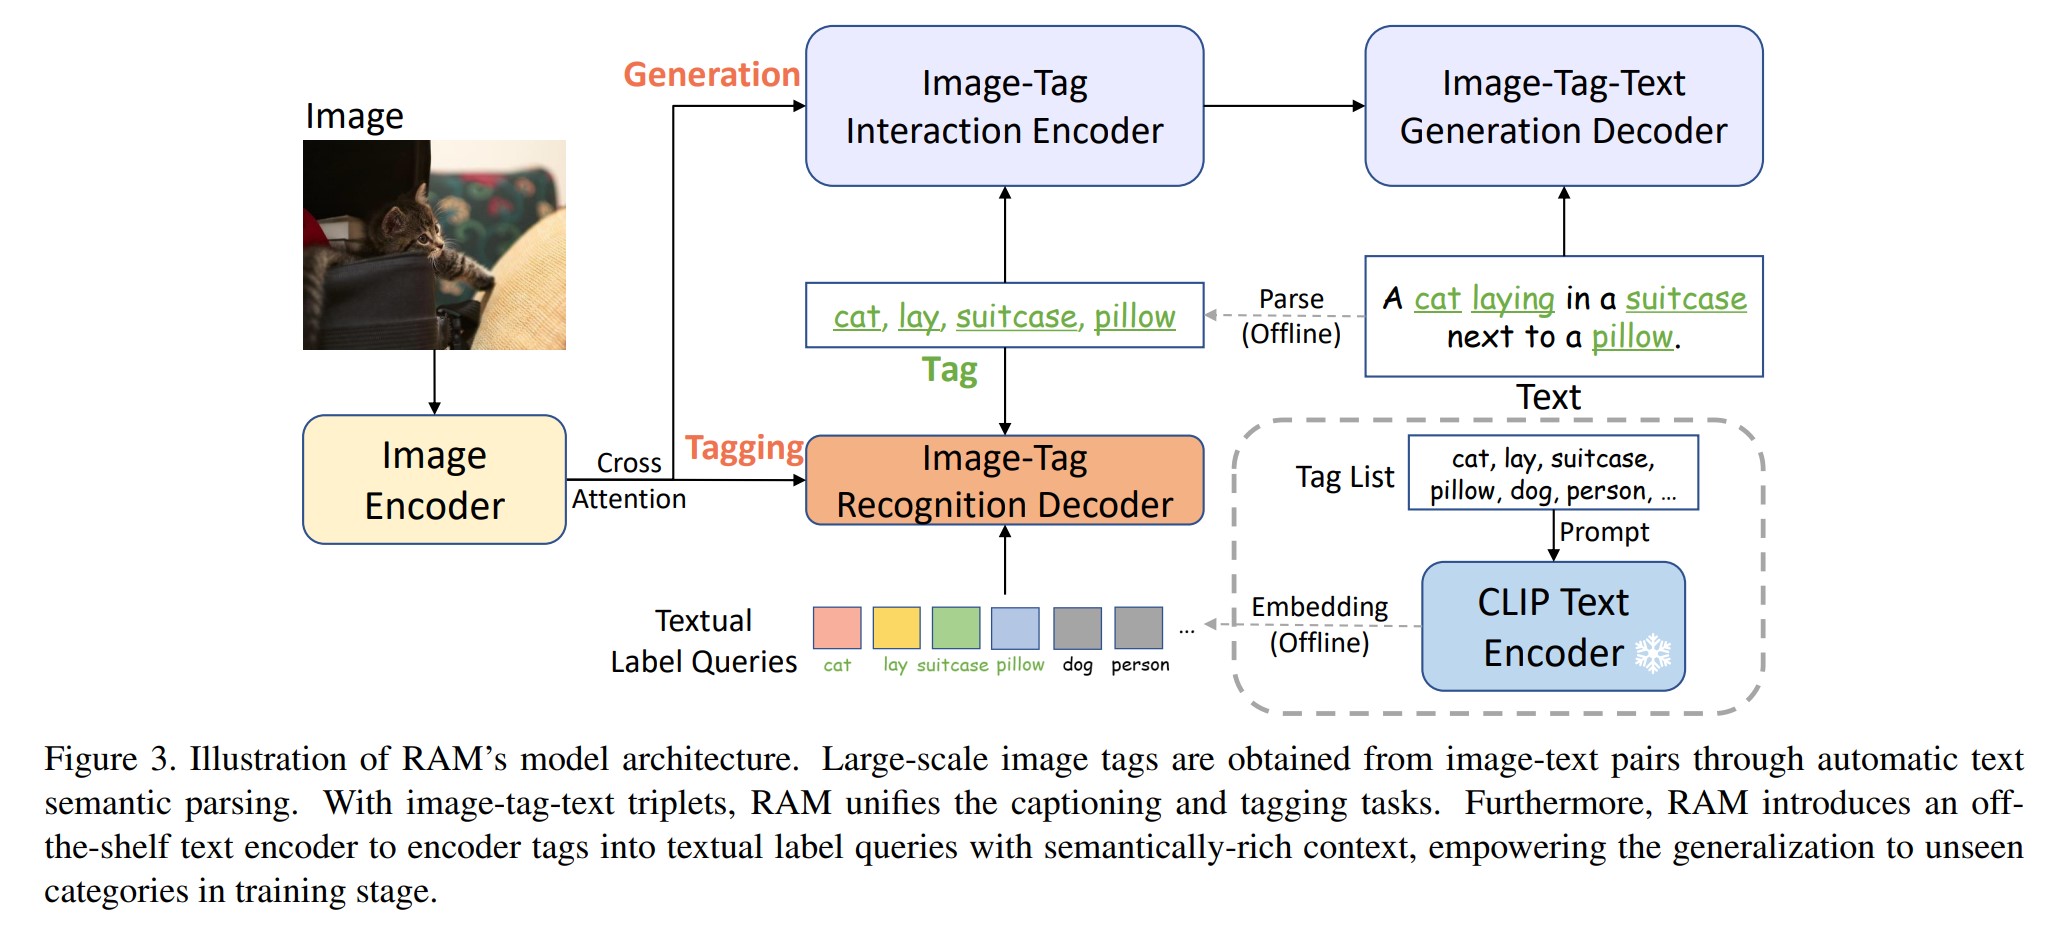 Image
Generation
Image-Tag
Interaction Encoder
Image-Tag-Text
Generation Decoder
cat, lay, suitcase, pillow
Parse
(Offline)
A cat laying in a suitcase
next to a pillow.
Tag
Text
Image
Encoder
Cross
Attention
Tagging
Image-Tag
Recognition Decoder
Tag List
cat, lay, suitcase,
pillow, dog, person, ...
Prompt
CLIP Text
Encoder
Embedding
(Offline)
Textual
Label Queries
cat lay suitcase pillow dog person ...
Figure 3. Illustration of RAM's model architecture. Large-scale image tags are obtained from image-text pairs through automatic text
semantic parsing. With image-tag-text triplets, RAM unifies the captioning and tagging tasks. Furthermore, RAM introduces an off-
the-shelf text encoder to encoder tags into textual label queries with semantically-rich context, empowering the generalization to unseen
categories in training stage.